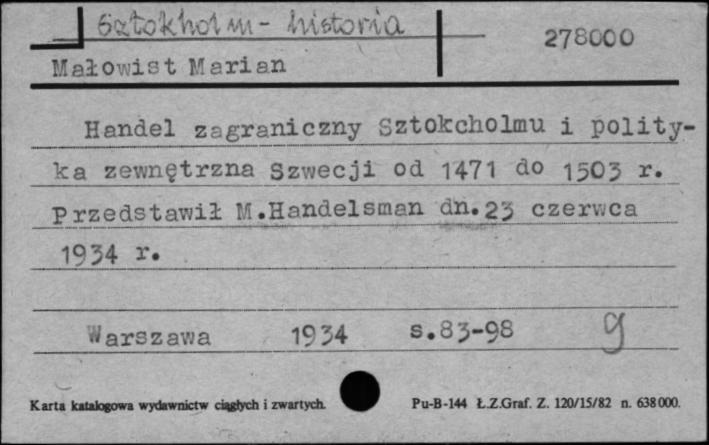 Sztokholm - historia
278000
Małowist Marian
Handel zagraniczny Sztokcholmu i polity-
ka zewnętrzna Szwecji od 1471 do 1503 r.
Przedstawił M.Handelsman dn.23 czerwca
1934 r.
Warszawa 1934 s.83-98 g
Karta katalogowa wydawnictw ciągłych i zwartych. Pu-B-144 Ł.Z.Graf. Z. 120/15/82 n. 638000.